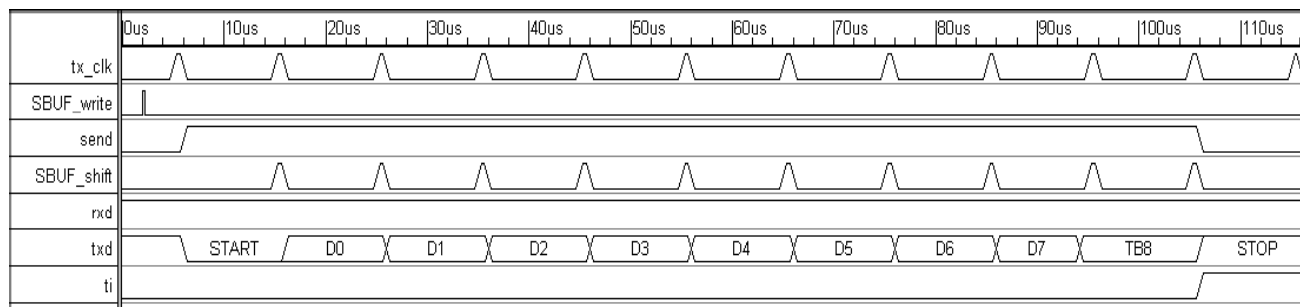 0us 10us 20us 30us 40us 50us 60us 70us 80us 90us 100us 110us
tx_clk
SBUF_write
send
SBUF_shift
rxd
txd START D0 D1 D2 D3 D4 D5 D6 D7 TB8 STOP
ti